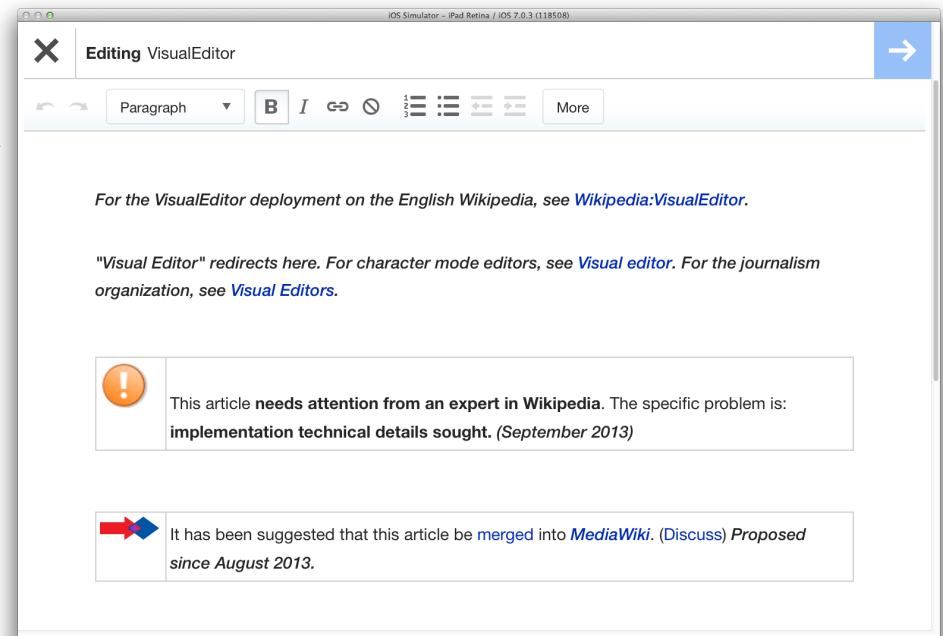 iOS Simulator – iPad Retina / iOS 7.0.3 (11B508)
Editing VisualEditor
Paragraph B I 1 2 3 More
For the VisualEditor deployment on the English Wikipedia, see Wikipedia:VisualEditor.
"Visual Editor" redirects here. For character mode editors, see Visual editor. For the journalism
organization, see Visual Editors.
This article needs attention from an expert in Wikipedia. The specific problem is:
implementation technical details sought. (September 2013)
It has been suggested that this article be merged into MediaWiki. (Discuss) Proposed
since August 2013.